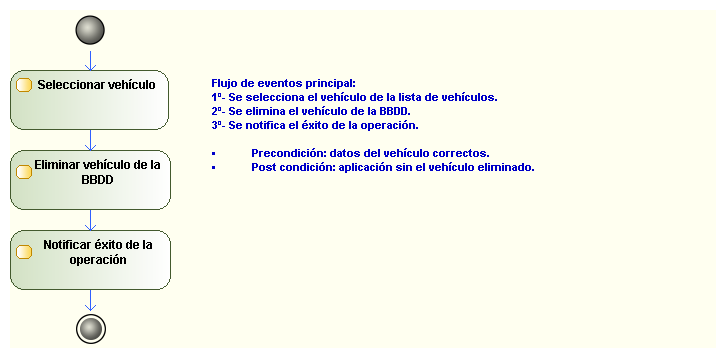 Seleccionar vehículo
Eliminar vehículo de la
BBDD
Notificar éxito de la
operación
Flujo de eventos principal:
1º- Se selecciona el vehículo de la lista de vehículos.
2º- Se elimina el vehículo de la BBDD.
3º- Se notifica el éxito de la operación.
• Precondición: datos del vehículo correctos.
• Post condición: aplicación sin el vehículo eliminado.